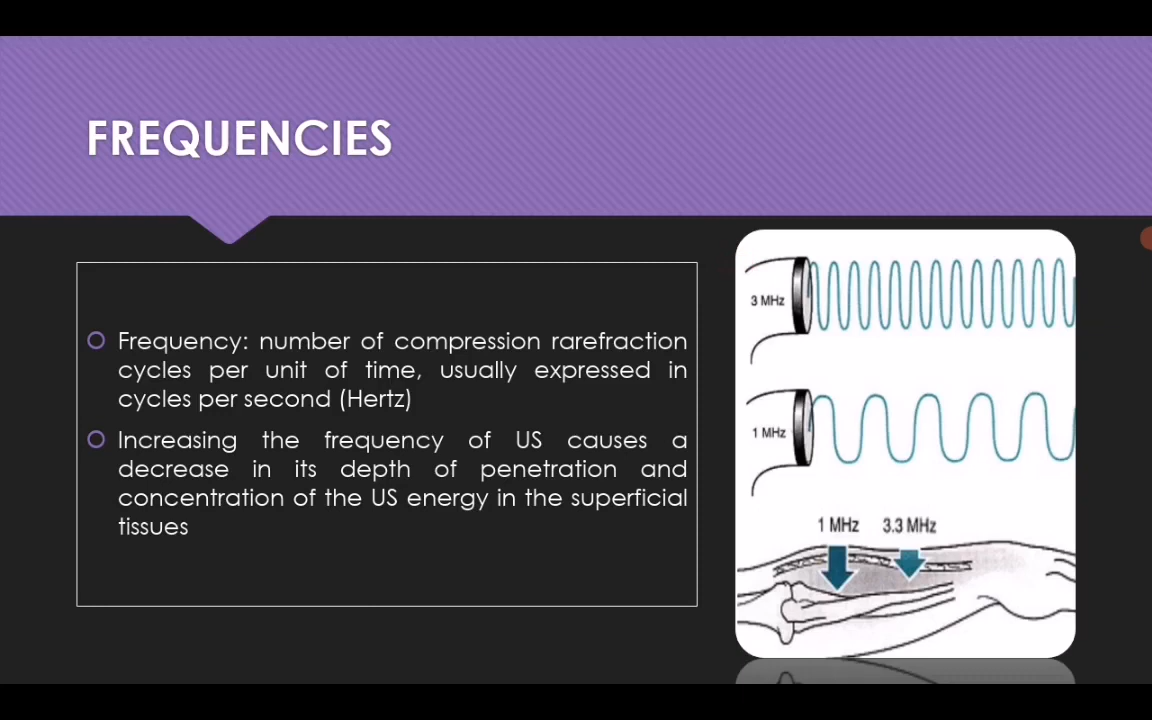 FREQUENCIES
Frequency: number of compression rarefraction
cycles per unit of time, usually expressed in
cycles per second (Hertz)
Increasing the frequency of US causes a
decrease in its depth of penetration and
concentration of the US energy in the superficial
tissues
3 MHz
1 MHz
1 MHz 3.3 MHz